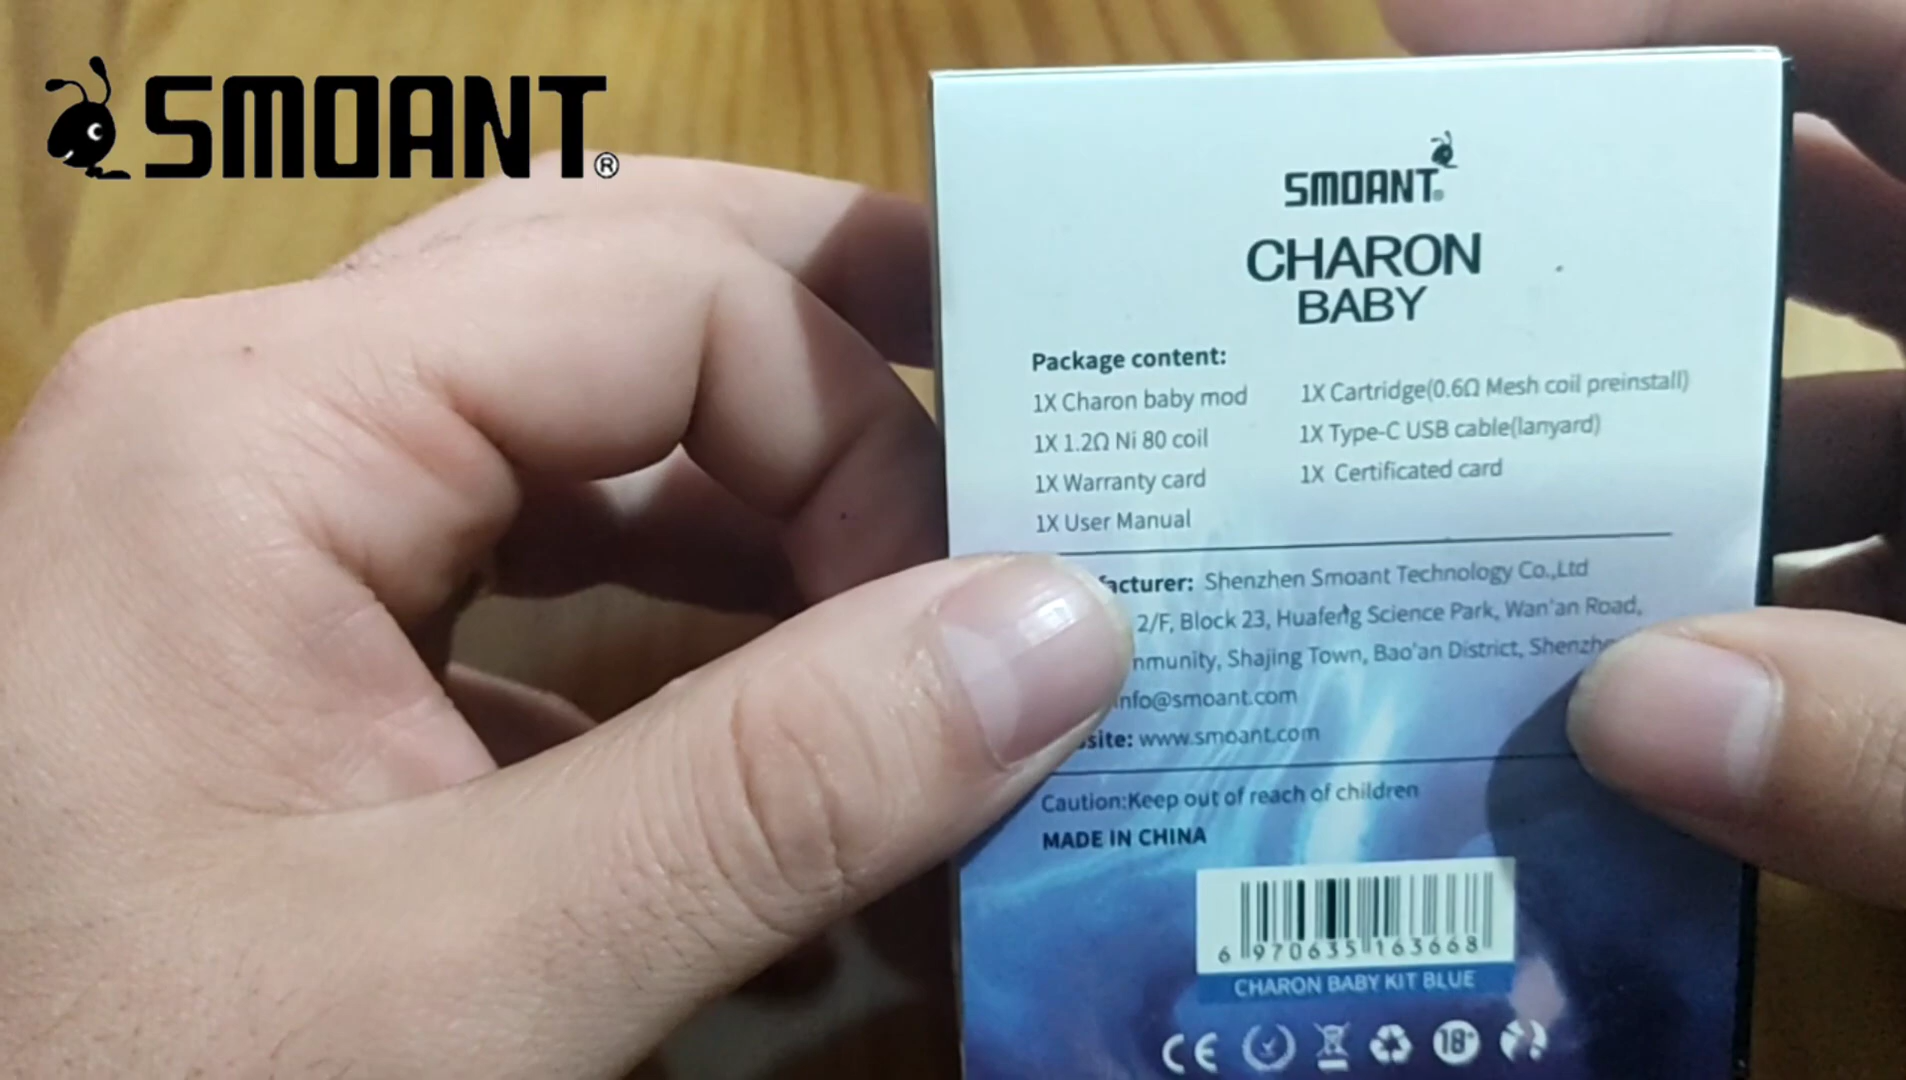 SMOANT®
SMOANT®
CHARON
BABY
Package content:
1X Charon baby mod
1X Cartridge(0.6Ω Mesh coil preinstall)
1X 1.2Ω Ni 80 coil
1X Type-C USB cable(lanyard)
1X Warranty card
1X Certificated card
1X User Manual
facturer: Shenzhen Smoant Technology Co.,Ltd
2/F, Block 23, Huafeng Science Park, Wan'an Road,
mmunity, Shajing Town, Bao'an District, Shenzhe
info@smoant.com
site: www.smoant.com
Caution:Keep out of reach of children
MADE IN CHINA
6 970635 163668
CHARON BABY KIT BLUE
CE 18+